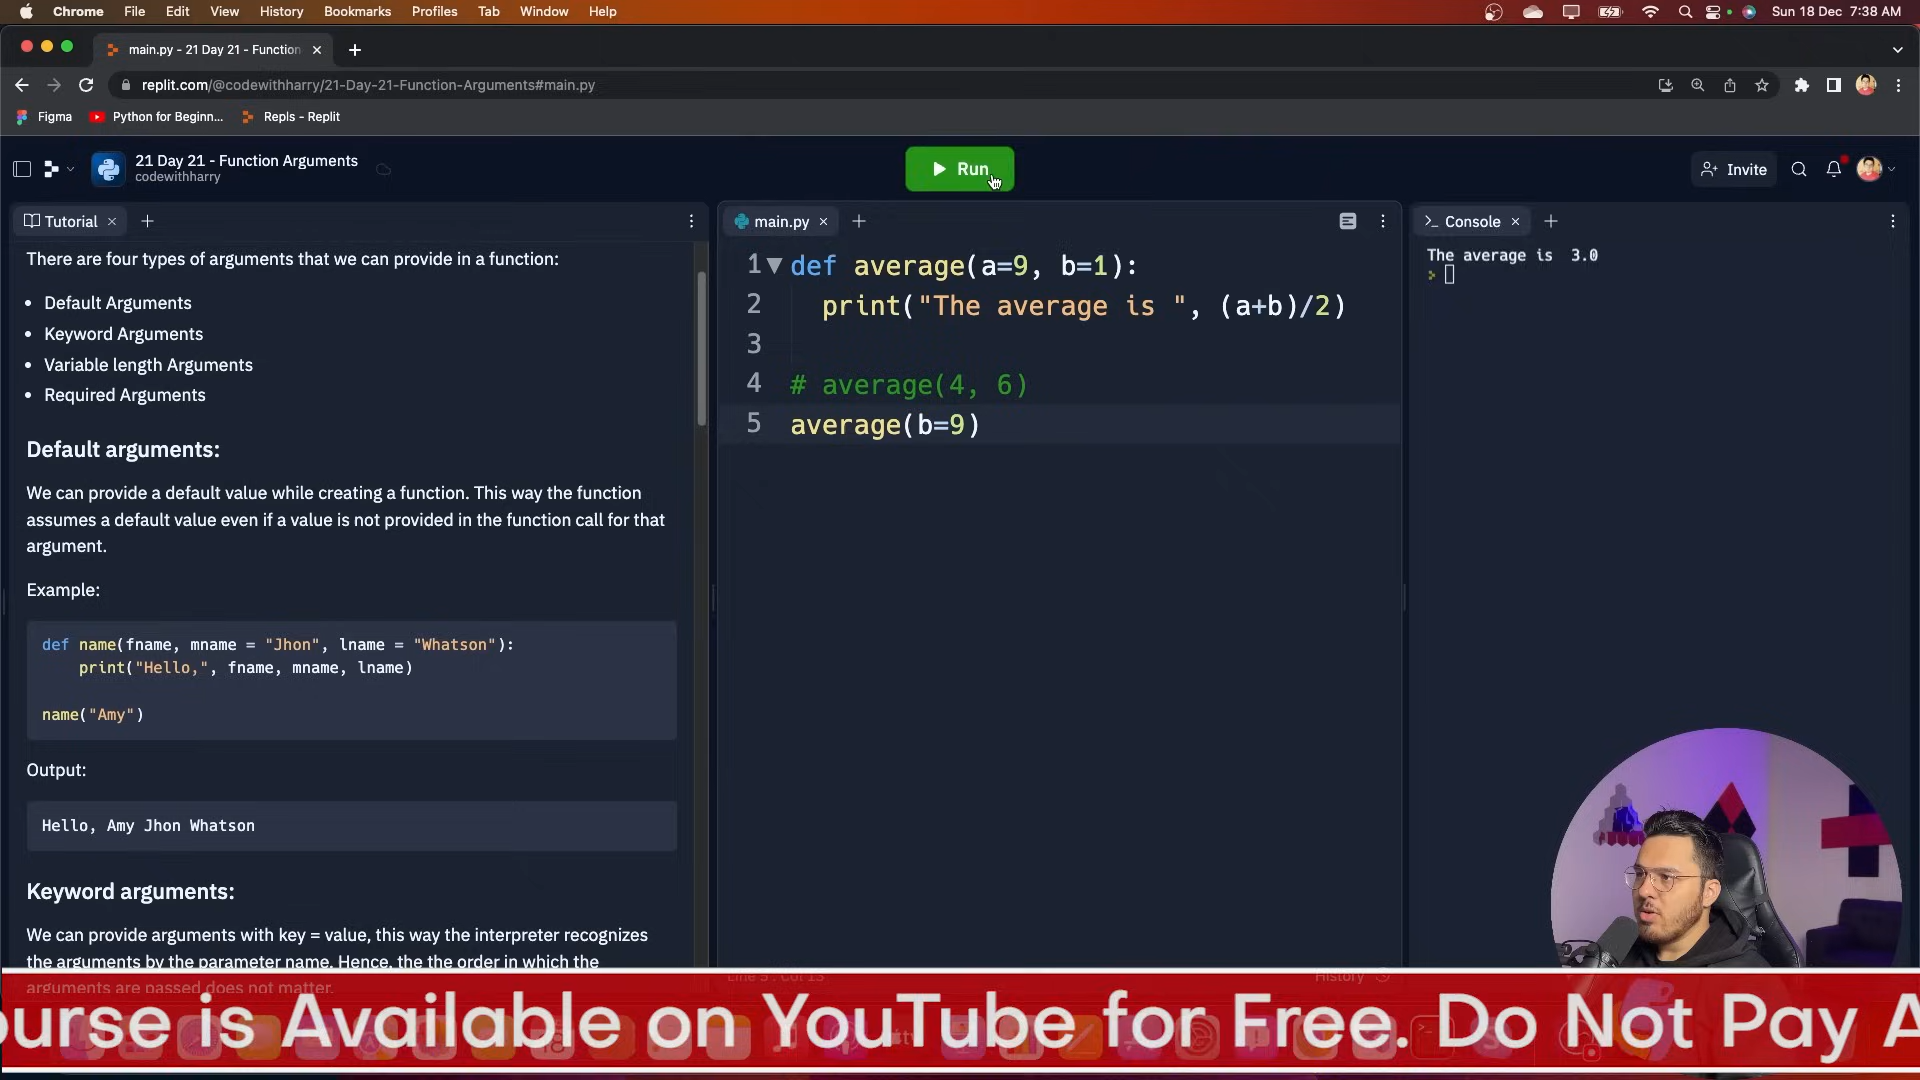 Chrome File Edit View History Bookmarks Profiles Tab Window Help
Sun 18 Dec 7:38 AM
main.py - 21 Day 21 - Function
replit.com/@codewithharry/21-Day-21-Function-Arguments#main.py
Figma Python for Beginn... Repls - Replit
21 Day 21 - Function Arguments
codewithharry
Run
Invite
Tutorial
There are four types of arguments that we can provide in a function:
• Default Arguments
• Keyword Arguments
• Variable length Arguments
• Required Arguments
Default arguments:
We can provide a default value while creating a function. This way the function
assumes a default value even if a value is not provided in the function call for that
argument.
Example:
def name(fname, mname = "Jhon", lname = "Whatson"):
print("Hello,", fname, mname, lname)
name("Amy")
Output:
Hello, Amy Jhon Whatson
Keyword arguments:
We can provide arguments with key = value, this way the interpreter recognizes
the arguments by the parameter name. Hence, the the order in which the
arguments are passed does not matter.
main.py
1 def average(a=9, b=1):
2 print("The average is ", (a+b)/2)
3
4 # average(4, 6)
5 average(b=9)
Line 5 : Col 13
History
Console
The average is 3.0
ourse is Available on YouTube for Free. Do Not Pay A